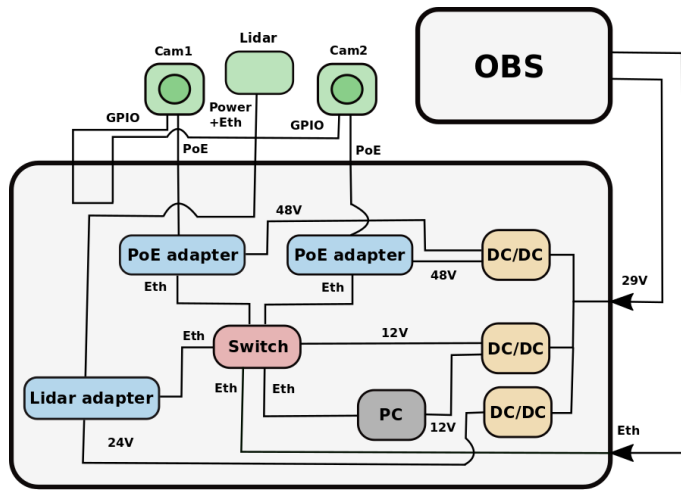 Cam1
Lidar
Cam2
OBS
GPIO
Power
+Eth
GPIO
PoE
PoE
48V
PoE adapter
PoE adapter
DC/DC
48V
29V
Eth
Eth
Eth
Switch
12V
DC/DC
Eth
Eth
Lidar adapter
PC
DC/DC
12V
24V
Eth